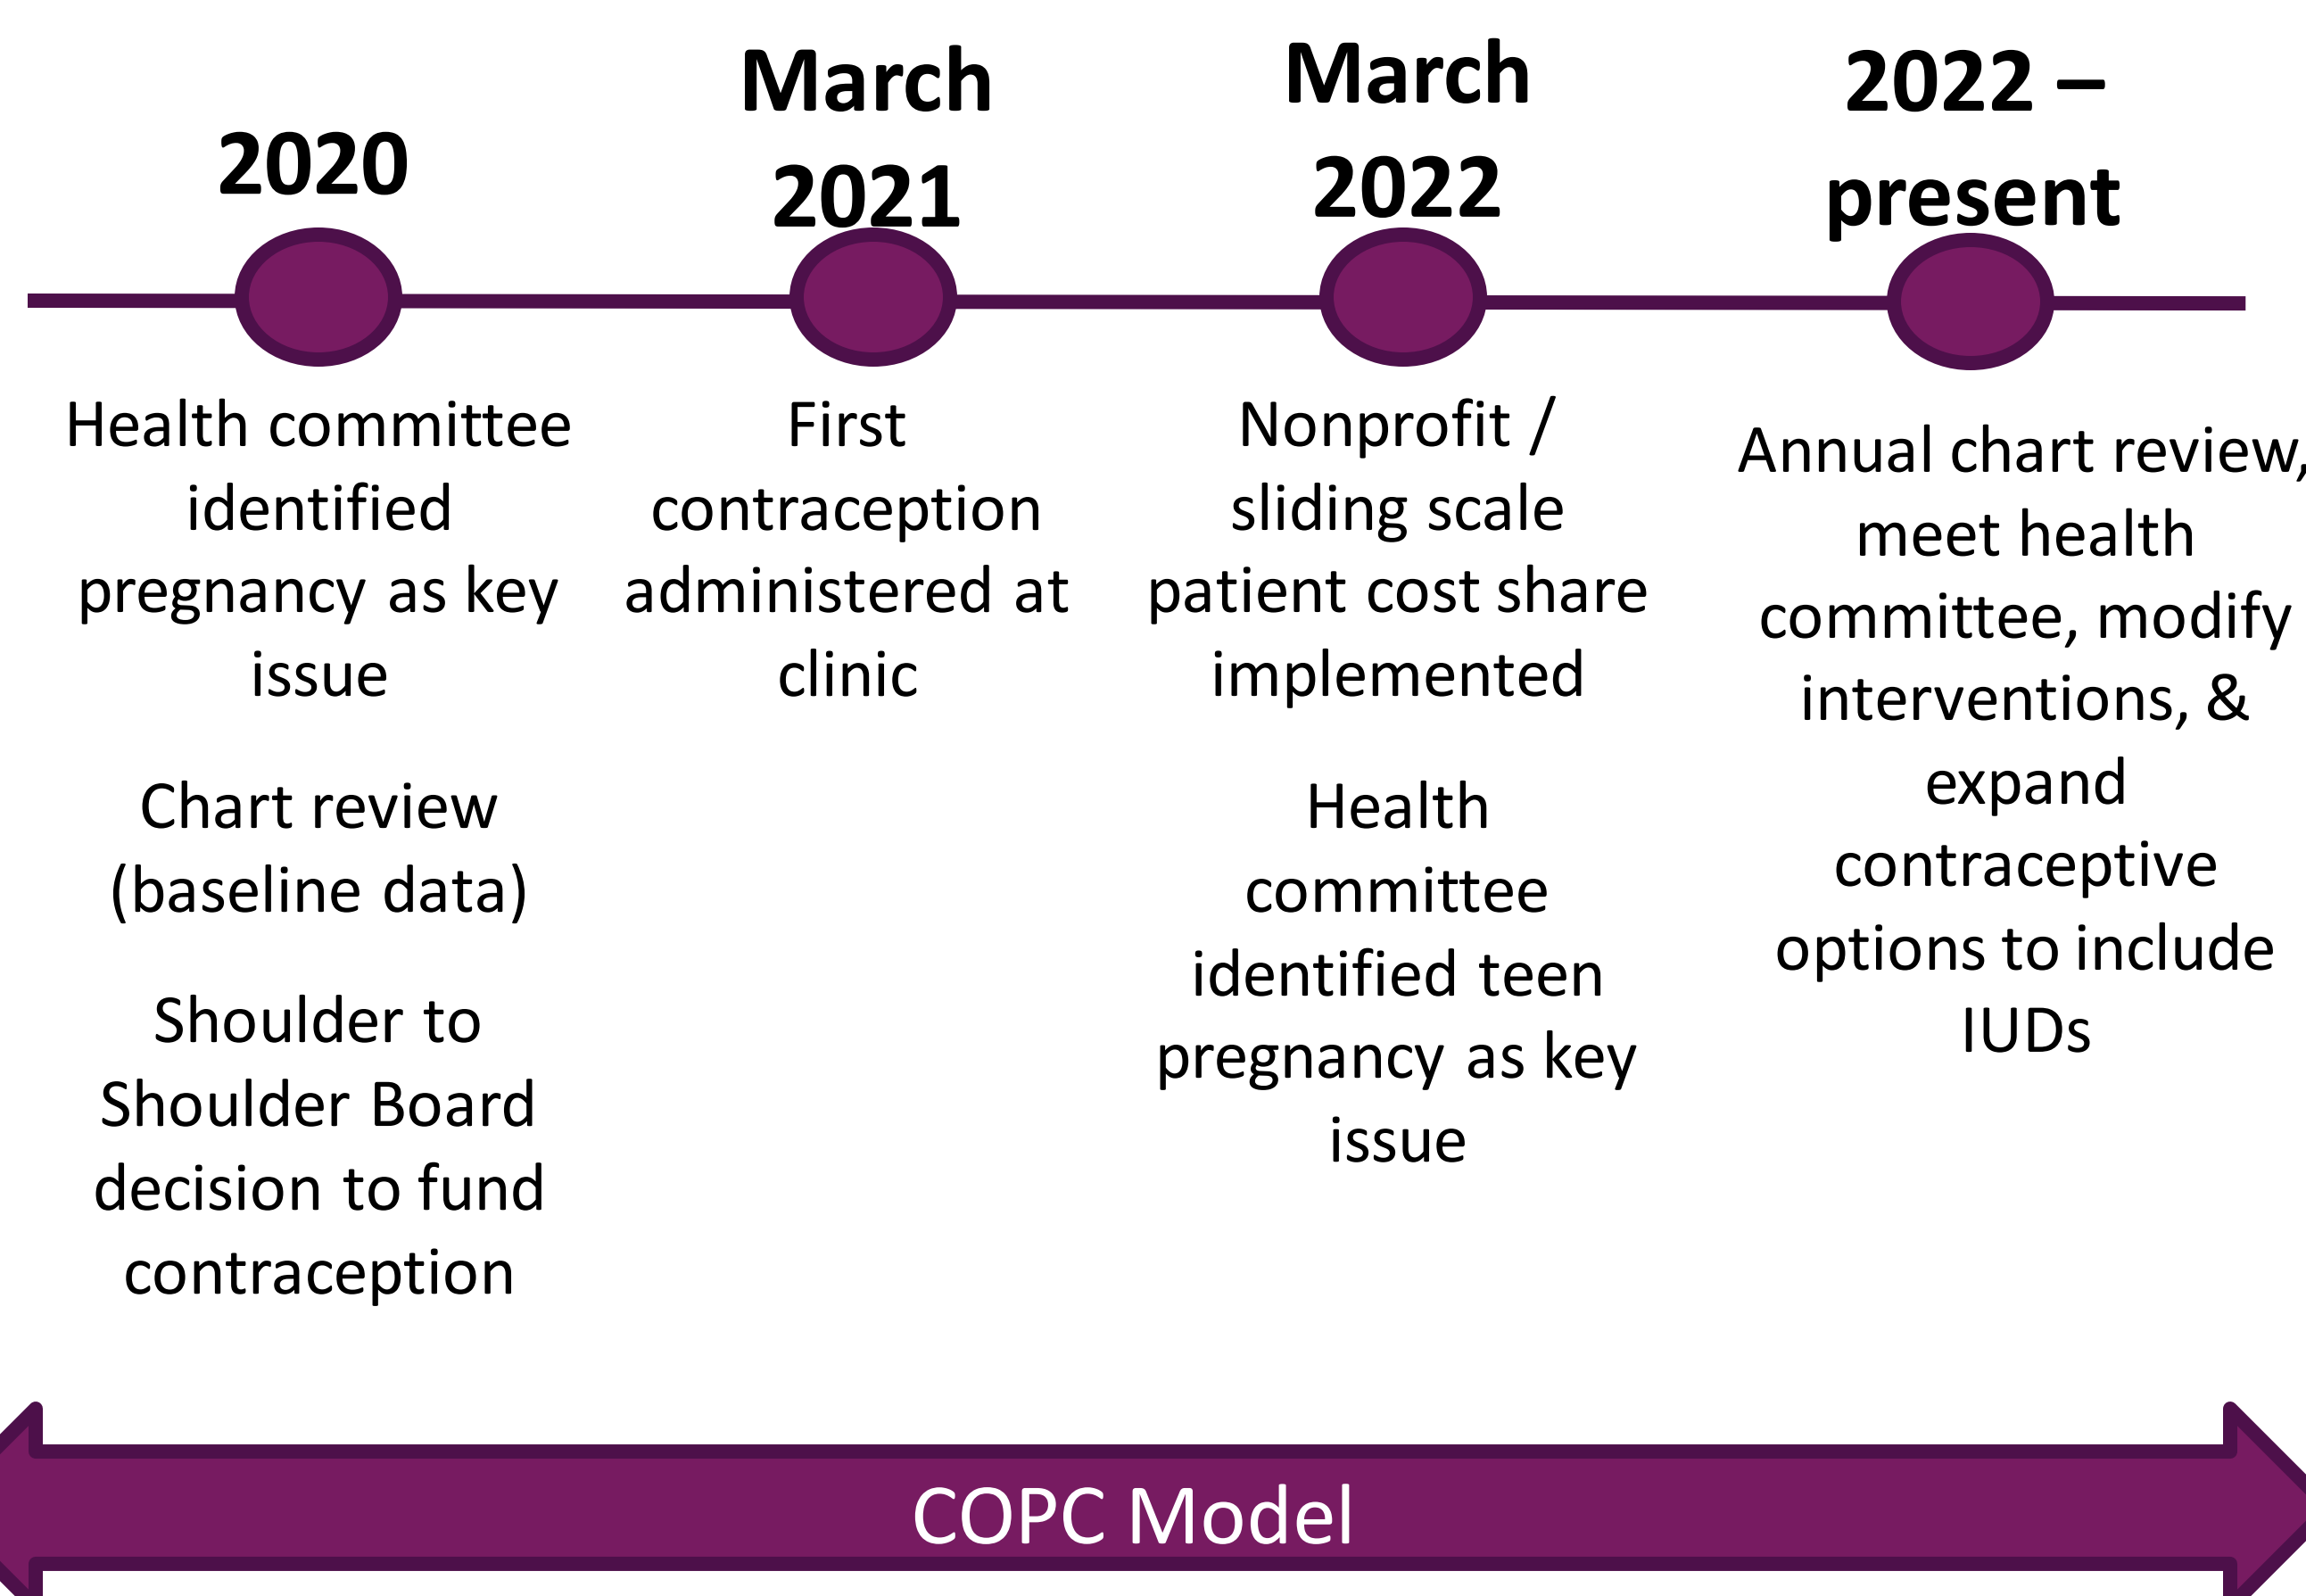 2020
Health committee
identified
pregnancy as key
issue
Chart review
(baseline data)
Shoulder to
Shoulder Board
decision to fund
contraception
March
2021
First
contraception
administered at
clinic
March
2022
Nonprofit /
sliding scale
patient cost share
implemented
Health
committee
identified teen
pregnancy as key
issue
2022 –
present
Annual chart review,
meet health
committee, modify
interventions, &
expand
contraceptive
options to include
IUDs
COPC Model